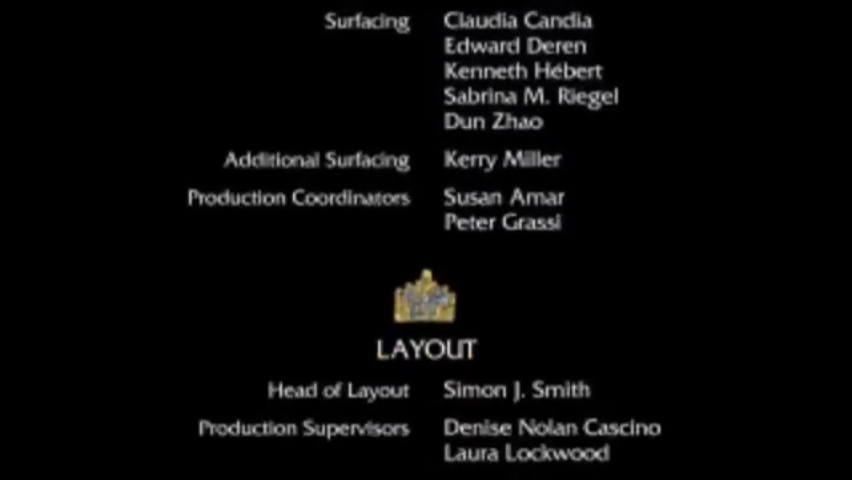 Surfacing Claudia Candia
Edward Deren
Kenneth Hébert
Sabrina M. Riegel
Dun Zhao
Additional Surfacing Kerry Miller
Production Coordinators Susan Amar
Peter Grassi
LAYOUT
Head of Layout Simon J. Smith
Production Supervisors Denise Nolan Cascino
Laura Lockwood